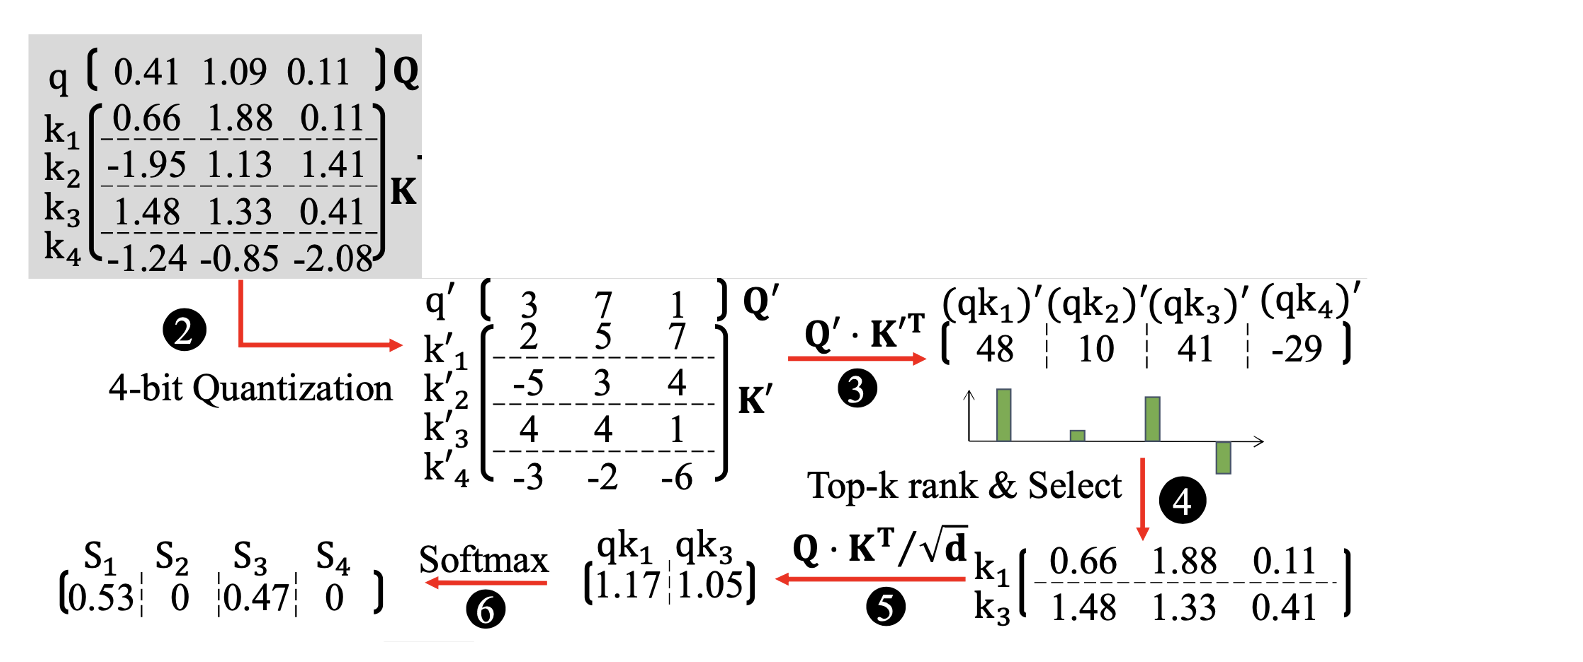 q [ 0.41 1.09 0.11 ] Q
k₁ 0.66 1.88 0.11
k₂ -1.95 1.13 1.41
k₃ 1.48 1.33 0.41
k₄ -1.24 -0.85 -2.08
K
❷
4-bit Quantization
q′ [ 3 7 1 ] Q′
k′₁ 2 5 7
k′₂ -5 3 4
k′₃ 4 4 1
k′₄ -3 -2 -6
K′
Q′ · K′ᵀ
❸
(qk₁)′ (qk₂)′ (qk₃)′ (qk₄)′
[ 48 10 41 -29 ]
Top-k rank & Select
❹
k₁ 0.66 1.88 0.11
k₃ 1.48 1.33 0.41
Q · Kᵀ/√d
❺
qk₁ qk₃
[1.17 1.05]
Softmax
❻
S₁ S₂ S₃ S₄
[0.53 0 0.47 0 ]